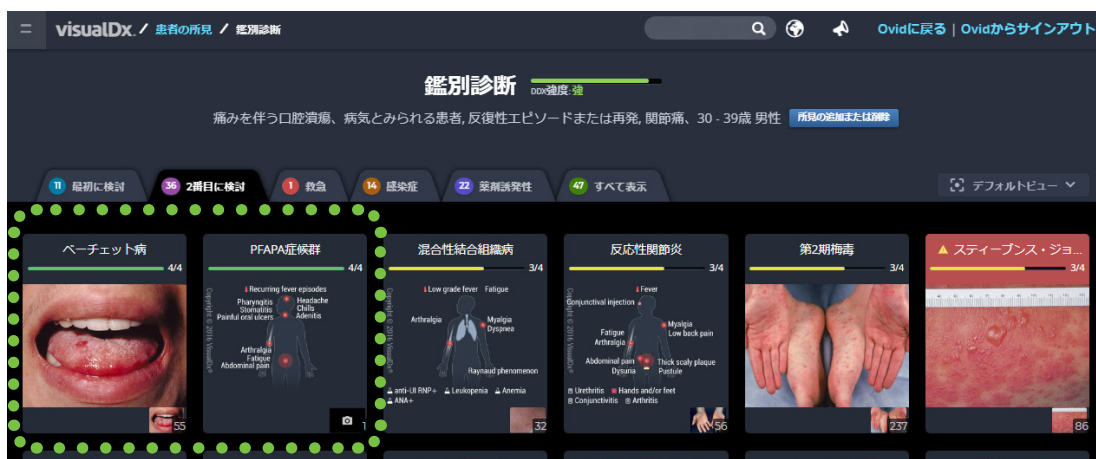 visualDx. / 患者の所見 / 鑑別診断
Ovidに戻る | Ovidからサインアウト
鑑別診断 DDX強度:強
痛みを伴う口腔潰瘍、病気とみられる患者, 反復性エピソードまたは再発, 関節痛、30 - 39歳 男性 所見の追加または削除
11 最初に検討 36 2番目に検討 1 救急 14 感染症 22 薬剤誘発性 47 すべて表示 デフォルトビュー
ベーチェット病
4/4
55
PFAPA症候群
4/4
Recurring fever episodes
Pharyngitis
Stomatitis
Painful oral ulcers
Headache
Chills
Adenitis
Arthralgia
Fatigue
Abdominal pain
Copyright © 2016 VisualDx®
1
混合性結合組織病
3/4
Low grade fever Fatigue
Arthralgia
Myalgia
Dyspnea
Raynaud phenomenon
anti-UI RNP+ Leukopenia Anemia
ANA+
Copyright © 2016 VisualDx®
32
反応性関節炎
3/4
Fever
Conjunctival injection
Fatigue
Arthralgia
Myalgia
Low back pain
Abdominal pain
Dysuria
Thick scaly plaque
Pustule
Urethritis Hands and/or feet
Conjunctivitis Arthritis
Copyright © 2016 VisualDx®
56
第2期梅毒
3/4
237
スティーブンス・ジョ...
3/4
86